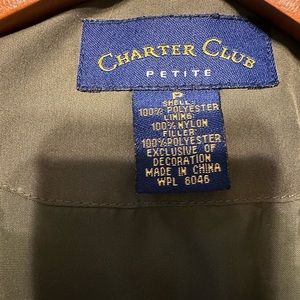 CHARTER CLUB
PETITE
P
SHELL:
100% POLYESTER
LINING:
100% NYLON
FILLER:
100% POLYESTER
EXCLUSIVE OF
DECORATION
MADE IN CHINA
WPL 8046